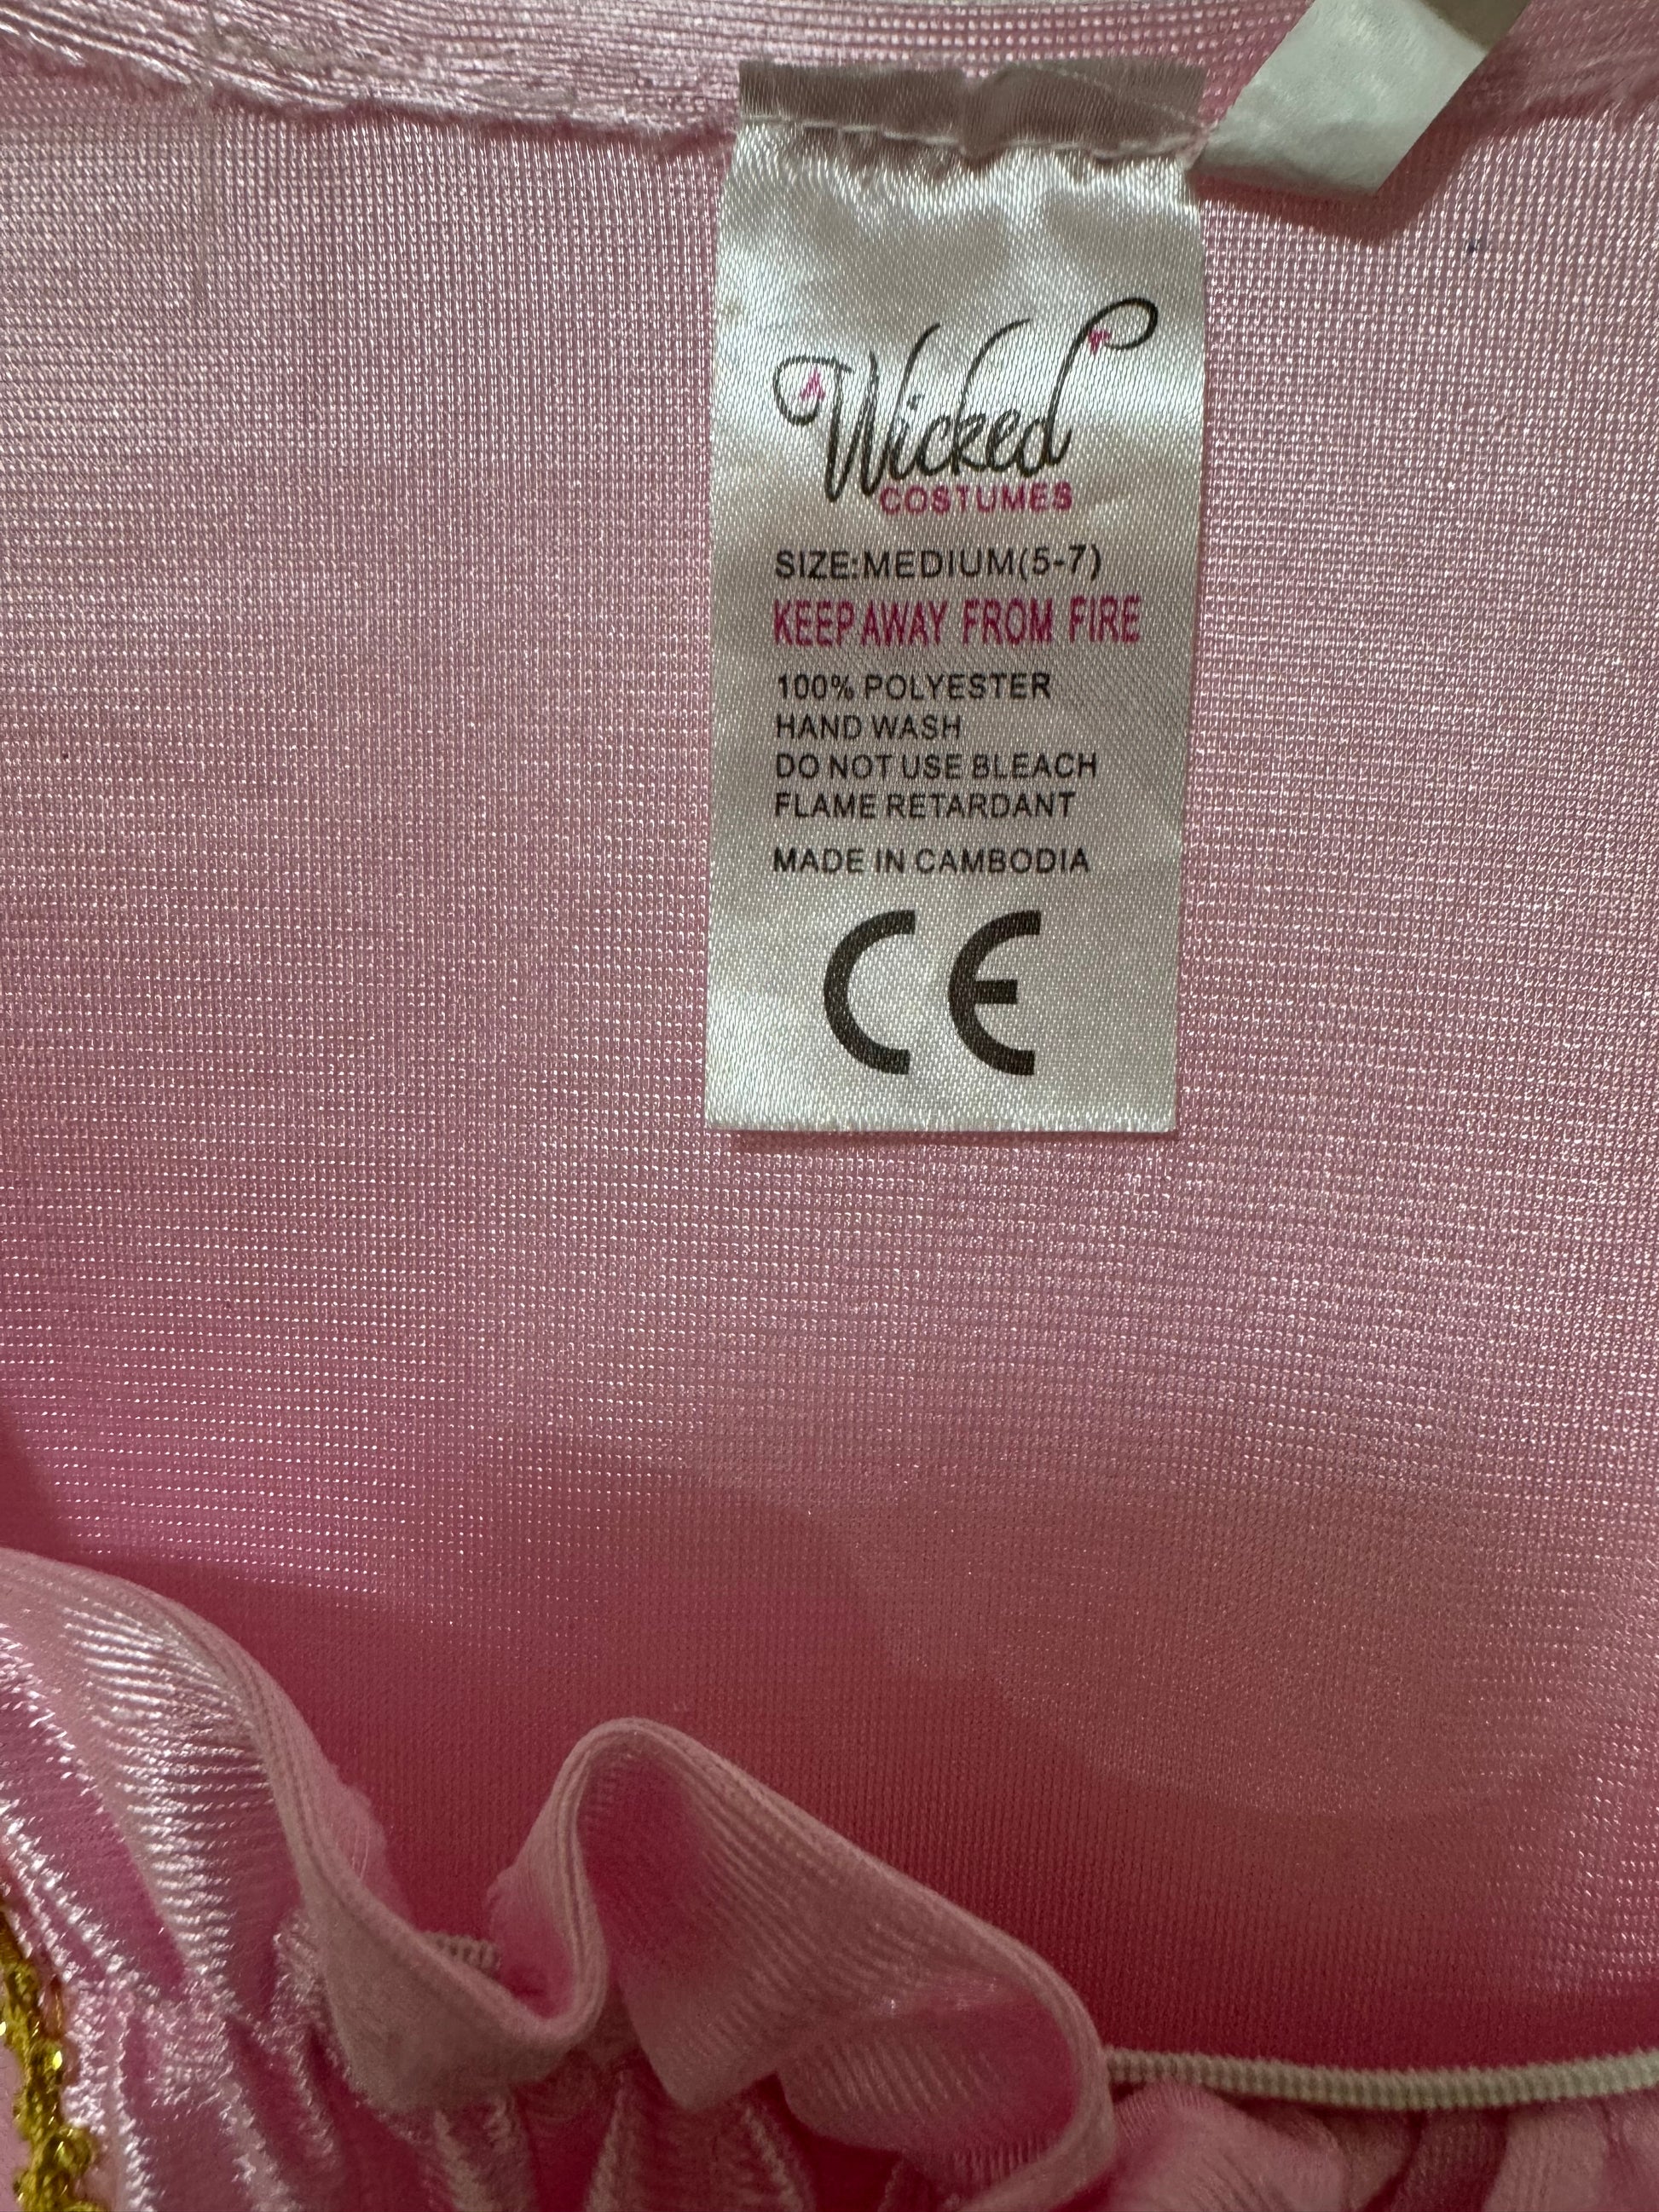 Wicked
COSTUMES
SIZE:MEDIUM(5-7)
KEEP AWAY FROM FIRE
100% POLYESTER
HAND WASH
DO NOT USE BLEACH
FLAME RETARDANT
MADE IN CAMBODIA
CE